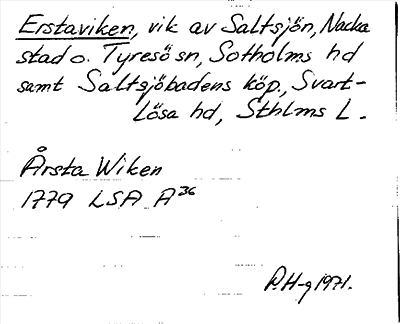 Erstaviken, vik av Saltsjön, Nacka
stad o. Tyresö sn, Sotholms hd
samt Saltsjöbadens köp., Svart-
lösa hd, Sthlms L.
Årsta Wiken
1779 LSA A36
P.H-g 1971.